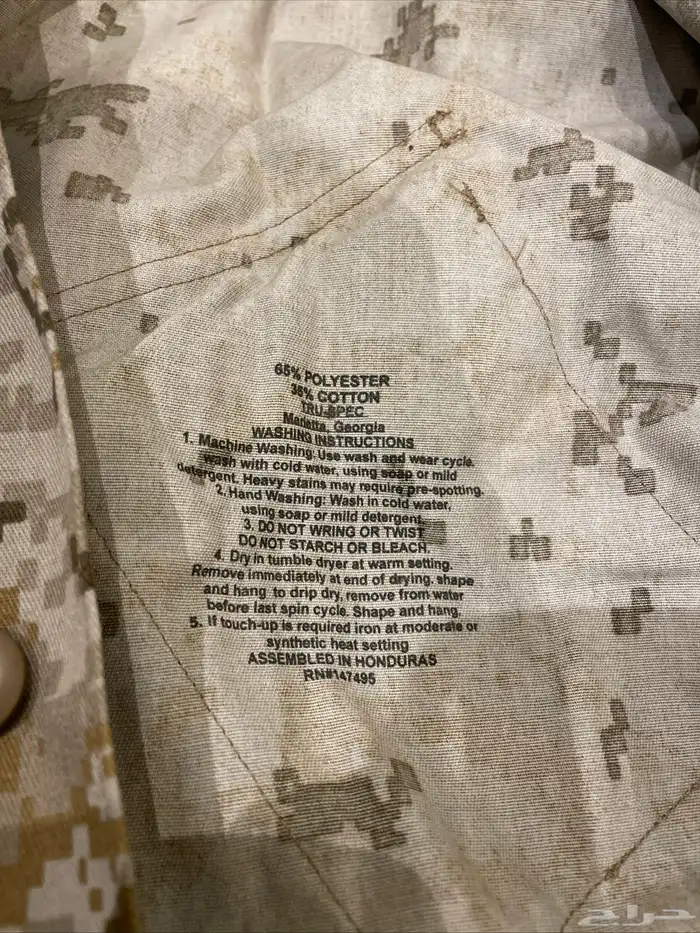 65% POLYESTER
35% COTTON
TRU-SPEC
Marietta, Georgia
WASHING INSTRUCTIONS
1. Machine Washing: Use wash and wear cycle.
wash with cold water, using soap or mild
detergent. Heavy stains may require pre-spotting.
2. Hand Washing: Wash in cold water,
using soap or mild detergent.
3. DO NOT WRING OR TWIST
DO NOT STARCH OR BLEACH.
4. Dry in tumble dryer at warm setting.
Remove immediately at end of drying. shape
and hang to drip dry, remove from water
before last spin cycle. Shape and hang.
5. If touch-up is required iron at moderate or
synthetic heat setting
ASSEMBLED IN HONDURAS
RN#147495
حراج